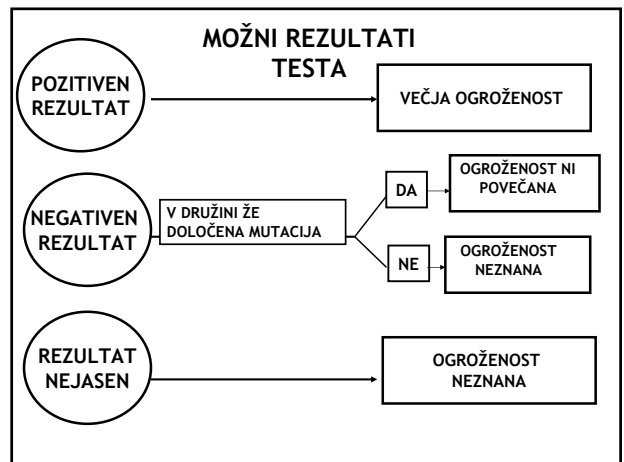 MOŽNI REZULTATI
TESTA
POZITIVEN
REZULTAT
VEČJA OGROŽENOST
NEGATIVEN
REZULTAT
V DRUŽINI ŽE
DOLOČENA MUTACIJA
DA
OGROŽENOST NI
POVEČANA
NE
OGROŽENOST
NEZNANA
REZULTAT
NEJASEN
OGROŽENOST
NEZNANA